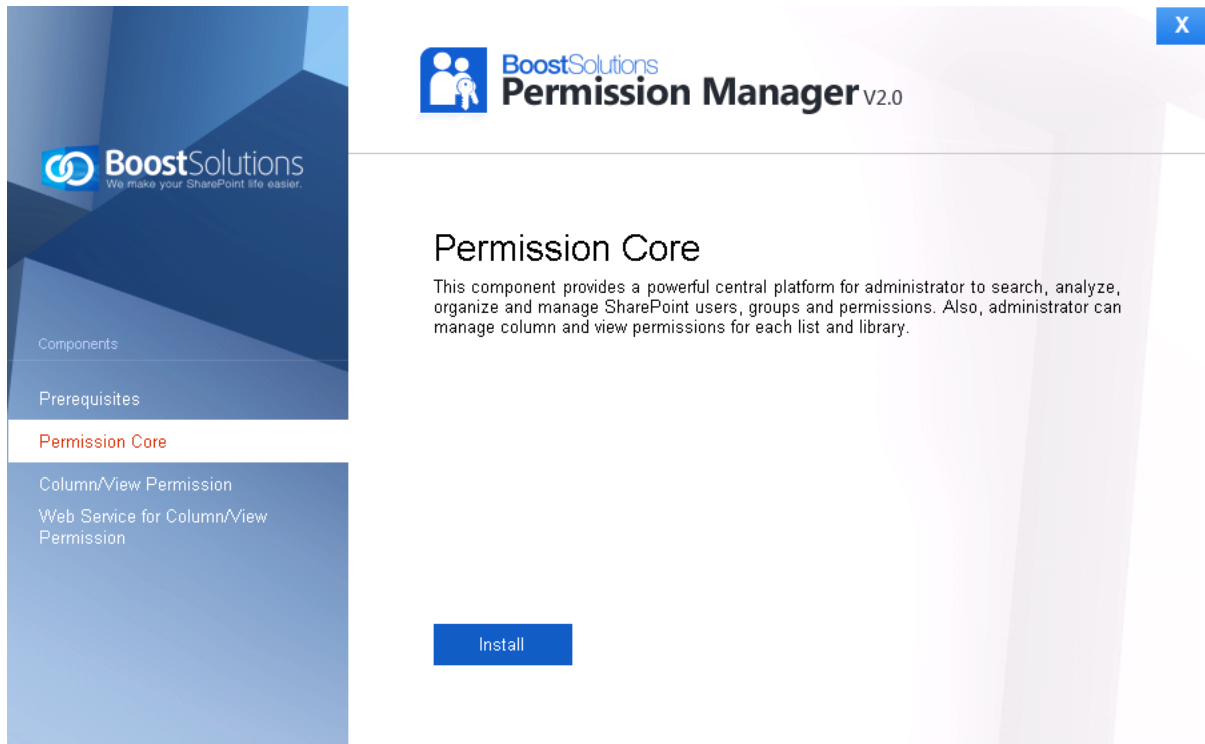 X
BoostSolutions
Permission Manager V2.0
BoostSolutions
We make your SharePoint life easier.
Components
Prerequisites
Permission Core
Column/View Permission
Web Service for Column/View
Permission
Permission Core
This component provides a powerful central platform for administrator to search, analyze,
organize and manage SharePoint users, groups and permissions. Also, administrator can
manage column and view permissions for each list and library.
Install